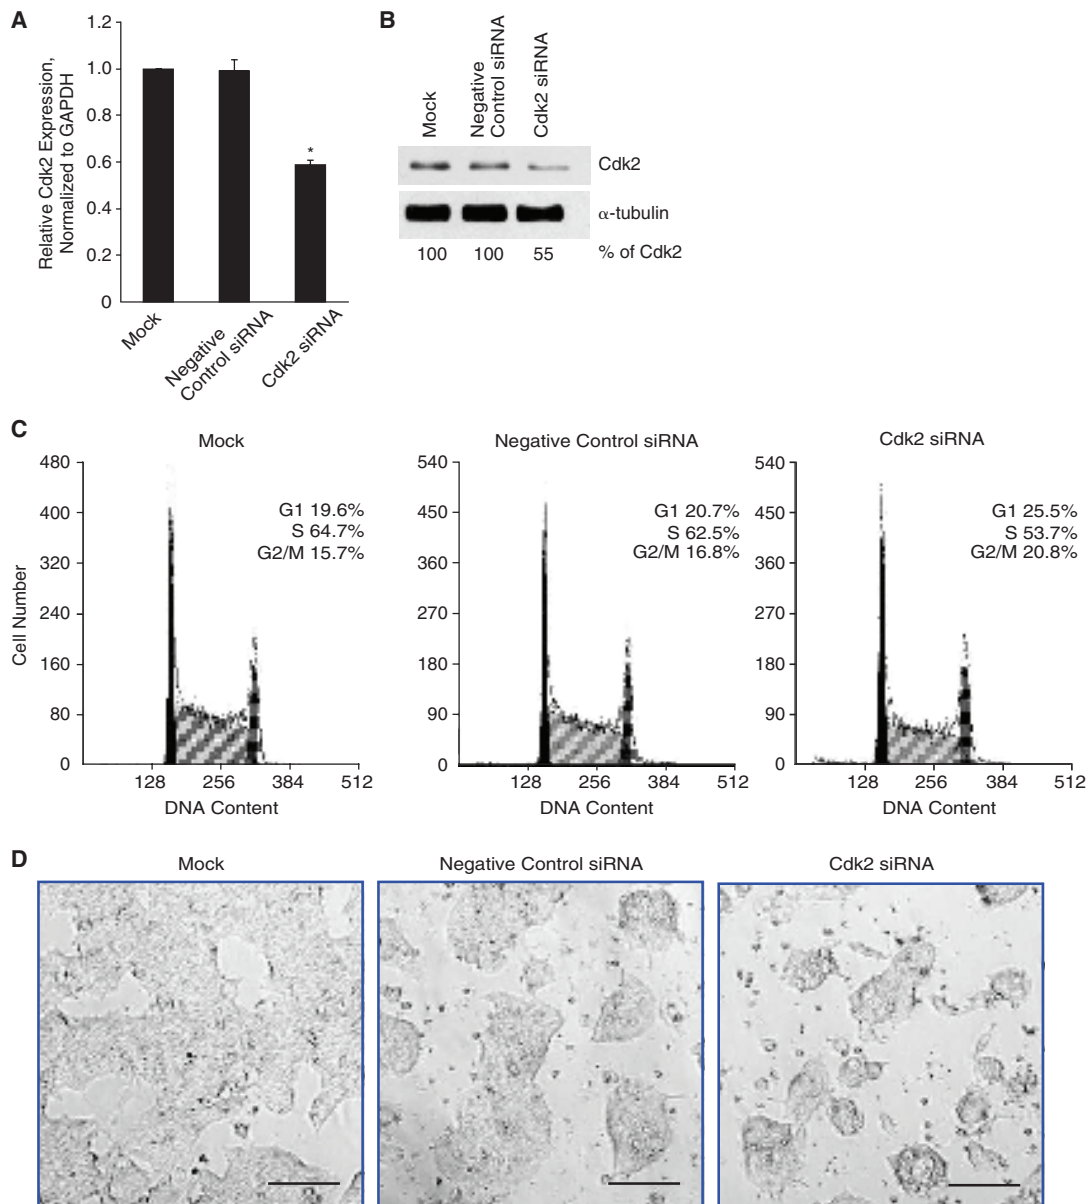 A
Relative Cdk2 Expression,
Normalized to GAPDH
1.2
1.0
0.8
0.6
0.4
0.2
0
*
Mock
Negative
Control siRNA
Cdk2 siRNA
B
Mock
Negative
Control siRNA
Cdk2 siRNA
Cdk2
α-tubulin
100 100 55 % of Cdk2
C
Mock
Cell Number
480
400
320
240
160
80
0
G1 19.6%
S 64.7%
G2/M 15.7%
128 256 384 512
DNA Content
Negative Control siRNA
540
450
360
270
180
90
0
G1 20.7%
S 62.5%
G2/M 16.8%
128 256 384 512
DNA Content
Cdk2 siRNA
540
450
360
270
180
90
0
G1 25.5%
S 53.7%
G2/M 20.8%
128 256 384 512
DNA Content
D
Mock
Negative Control siRNA
Cdk2 siRNA